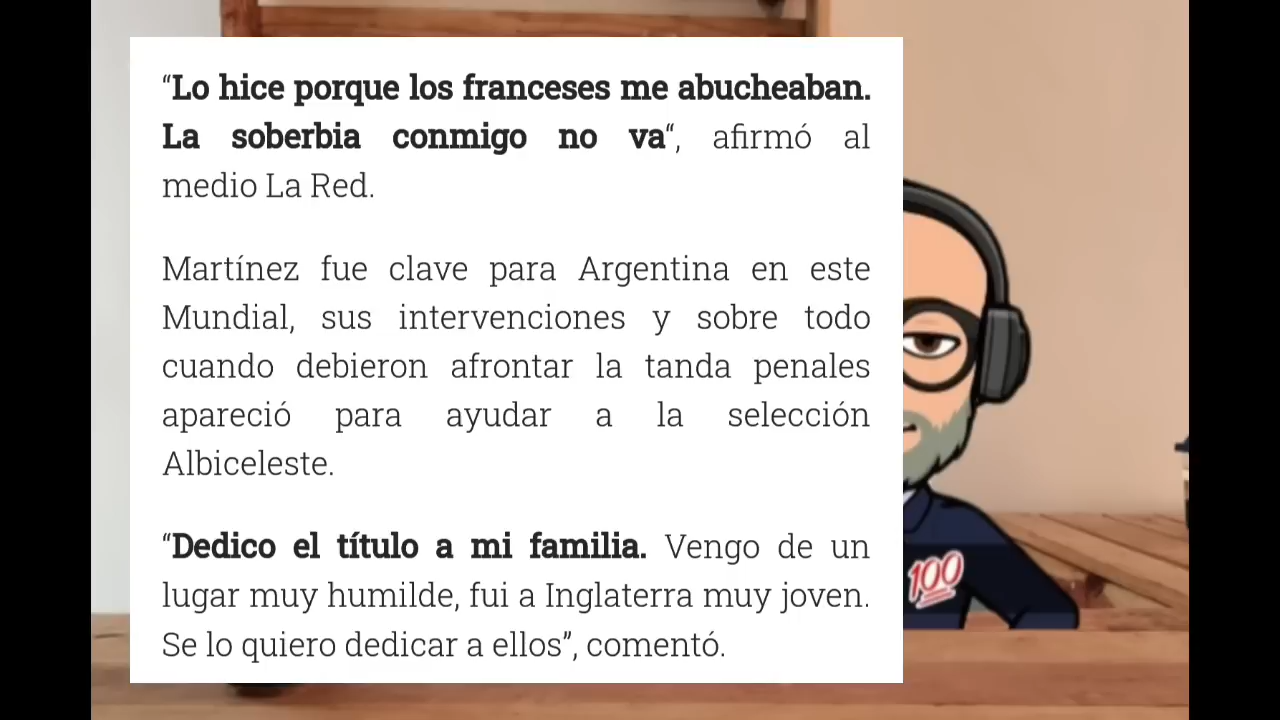 “Lo hice porque los franceses me abucheaban.
La soberbia conmigo no va“, afirmó al
medio La Red.
Martínez fue clave para Argentina en este
Mundial, sus intervenciones y sobre todo
cuando debieron afrontar la tanda penales
apareció para ayudar a la selección
Albiceleste.
“Dedico el título a mi familia. Vengo de un
lugar muy humilde, fui a Inglaterra muy joven.
Se lo quiero dedicar a ellos”, comentó.
100